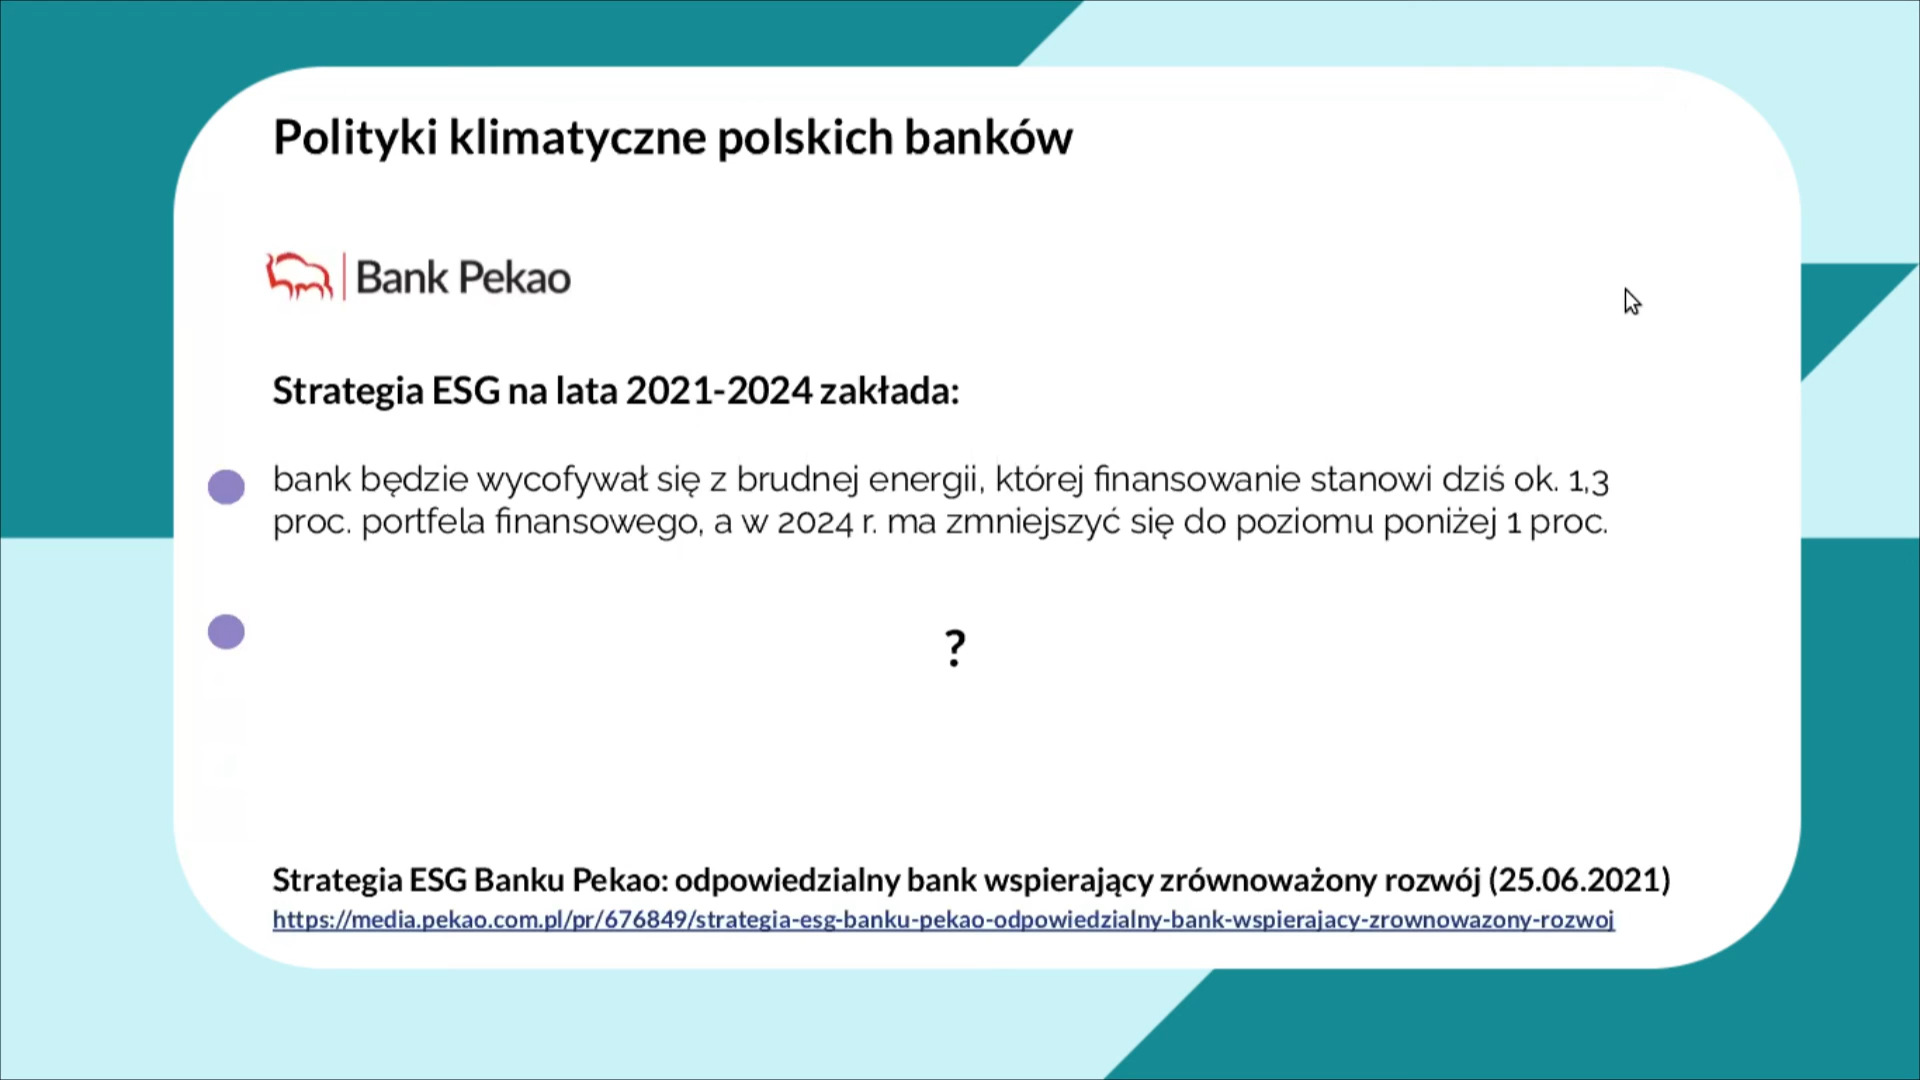 Polityki klimatyczne polskich banków
Bank Pekao
Strategia ESG na lata 2021-2024 zakłada:
bank będzie wycofywał się z brudnej energii, której finansowanie stanowi dziś ok. 1,3
proc. portfela finansowego, a w 2024 r. ma zmniejszyć się do poziomu poniżej 1 proc.
?
Strategia ESG Banku Pekao: odpowiedzialny bank wspierający zrównoważony rozwój (25.06.2021)
https://media.pekao.com.pl/pr/676849/strategia-esg-banku-pekao-odpowiedzialny-bank-wspierajacy-zrownowazony-rozwoj